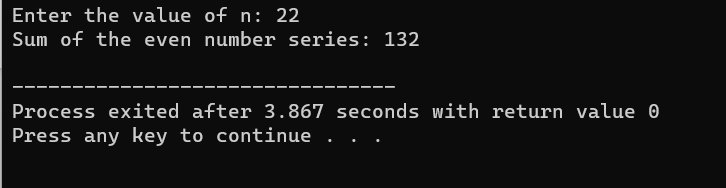 Enter the value of n: 22
Sum of the even number series: 132
--------------------------------
Process exited after 3.867 seconds with return value 0
Press any key to continue . . .